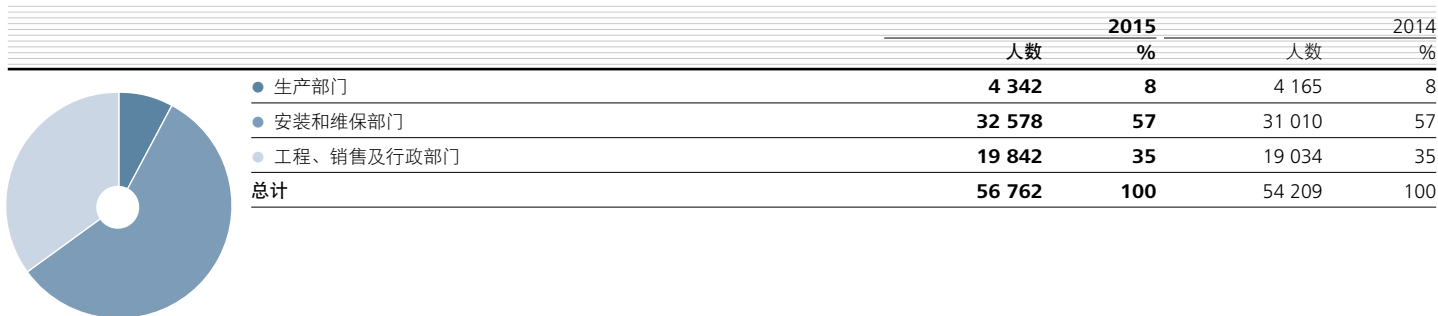 2015 2014
人数 % 人数 %
生产部门 4 342 8 4 165 8
安装和维保部门 32 578 57 31 010 57
工程、销售及行政部门 19 842 35 19 034 35
总计 56 762 100 54 209 100